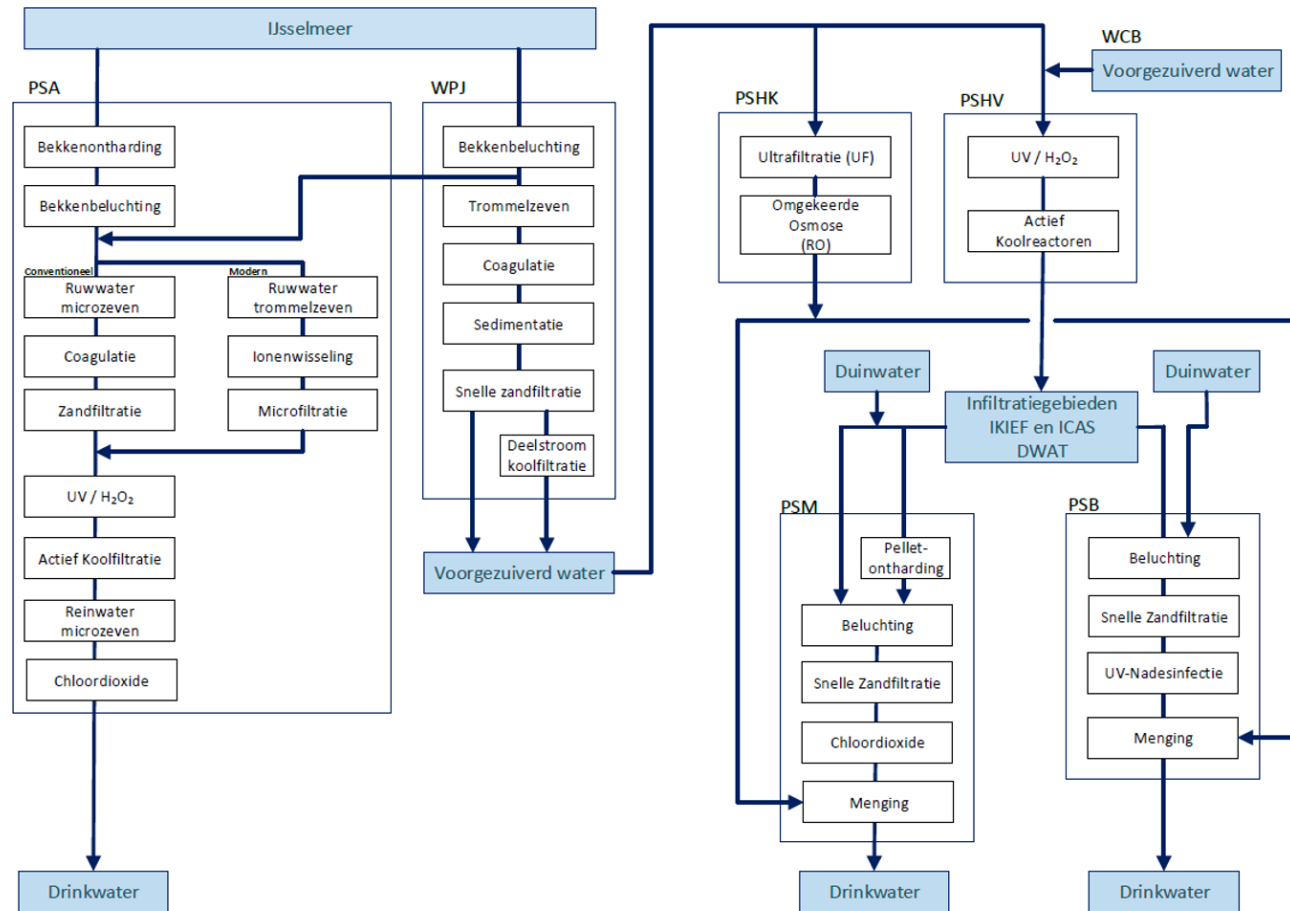 IJsselmeer
PSA
Bekkenontharding
Bekkenbeluchting
Conventioneel
Modern
Ruwwater
microzeven
Ruwwater
trommelzeven
Coagulatie
Ionenwisseling
Zandfiltratie
Microfiltratie
UV / H₂O₂
Actief Koolfiltratie
Reinwater
microzeven
Chloordioxide
Drinkwater
WPJ
Bekkenbeluchting
Trommelzeven
Coagulatie
Sedimentatie
Snelle zandfiltratie
Deelstroom
koolfiltratie
Voorgezuiverd water
PSHK
Ultrafiltratie (UF)
Omgekeerde
Osmose
(RO)
WCB
Voorgezuiverd water
PSHV
UV / H₂O₂
Actief
Koolreactoren
Duinwater
Infiltratiegebieden
IKIEF en ICAS
DWAT
Duinwater
PSM
Pellet-
ontharding
Beluchting
Snelle Zandfiltratie
Chloordioxide
Menging
Drinkwater
PSB
Beluchting
Snelle Zandfiltratie
UV-Nadesinfectie
Menging
Drinkwater